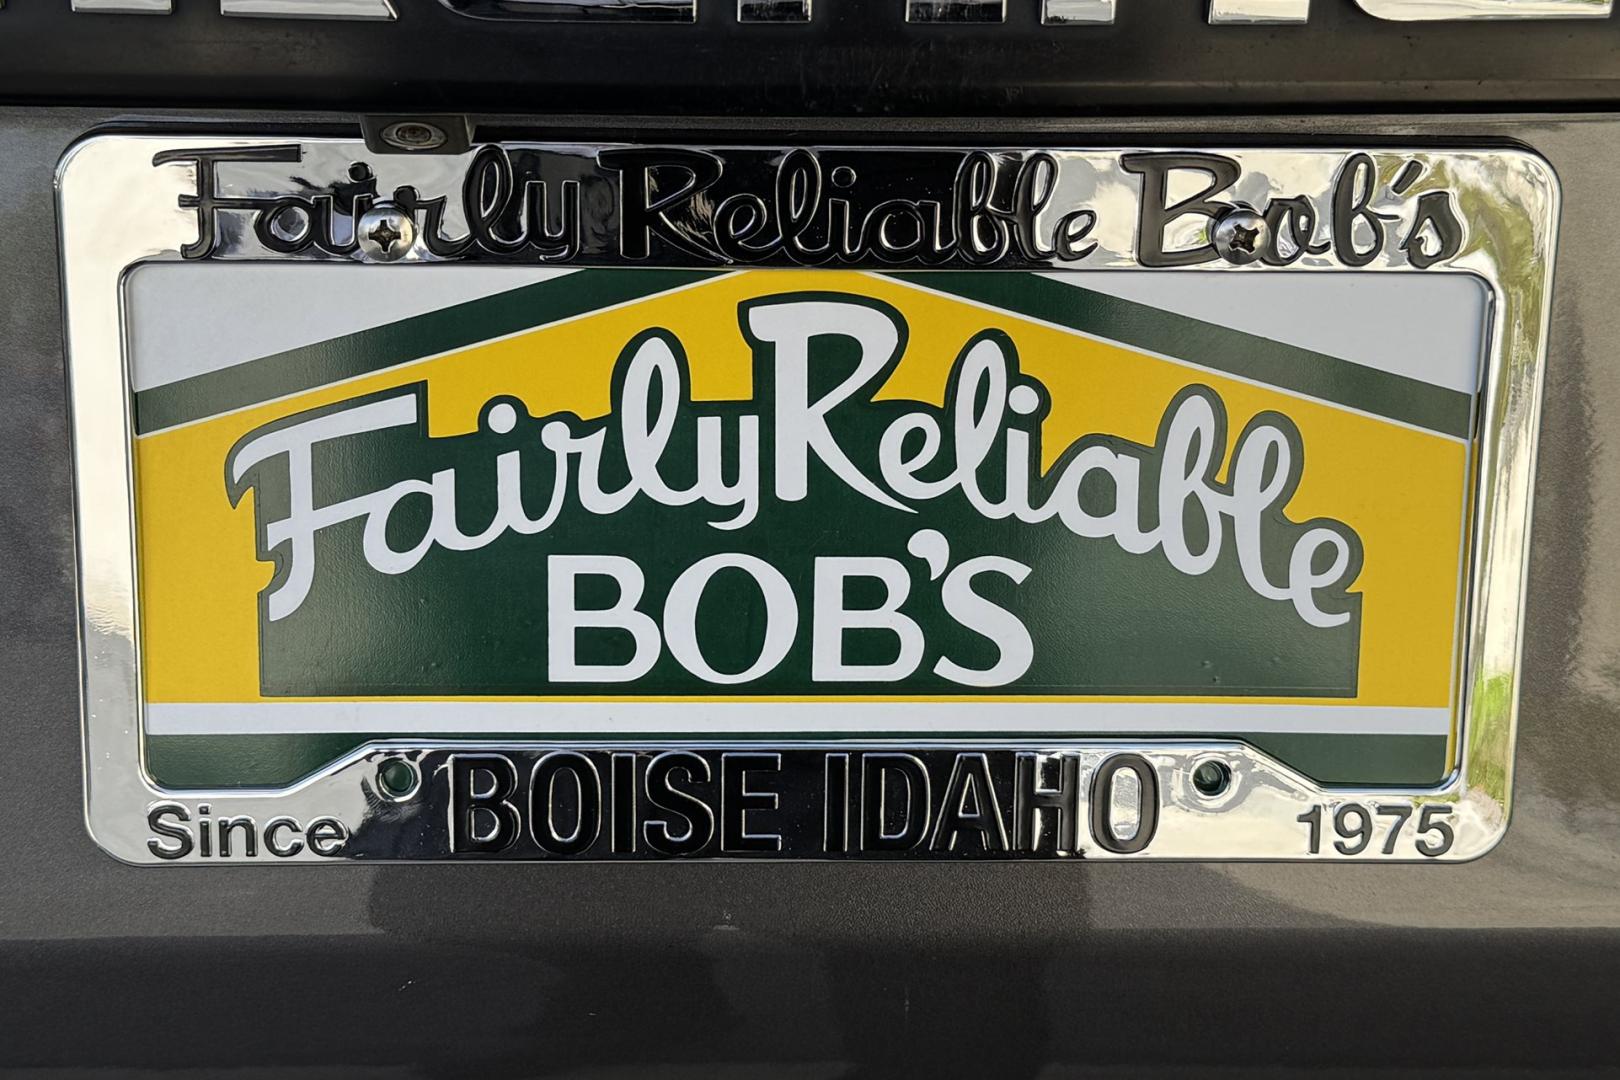 Fairly Reliable Bob's
Fairly Reliable
BOB'S
Since BOISE IDAHO 1975